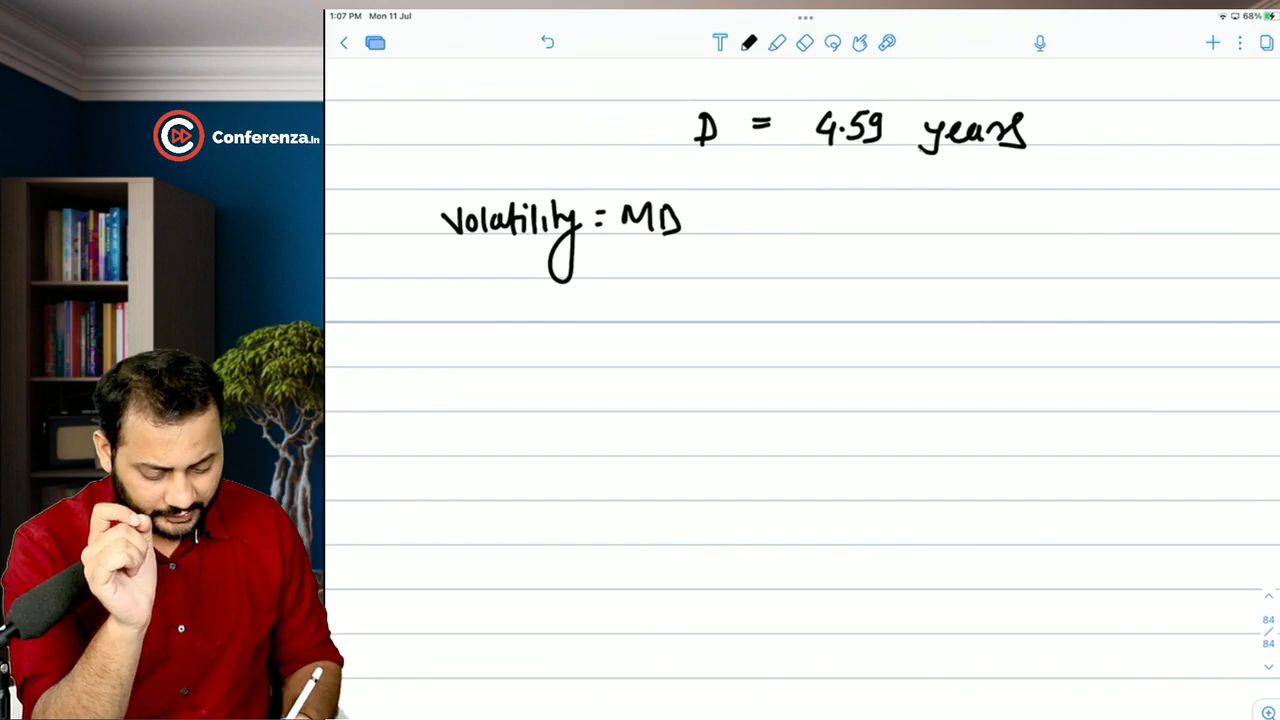 1:07 PM Mon 11 Jul
68%
Conferenza.in
D = 4.59 years
Volatility = MD
84
84